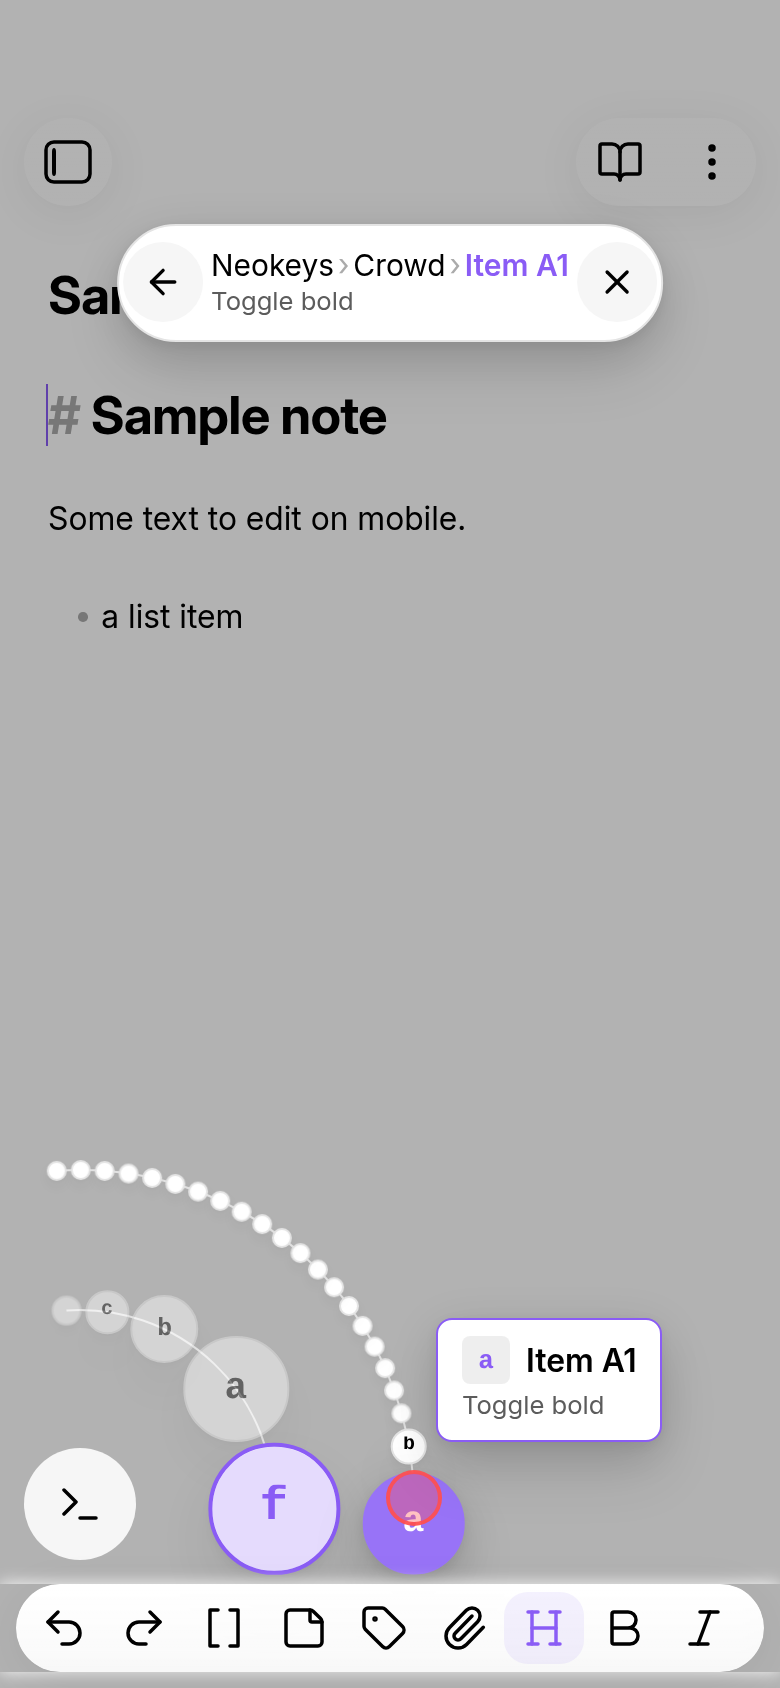 Neokeys › Crowd › Item A1
Toggle bold
# Sample note
Some text to edit on mobile.
• a list item
c
b
a
f
b
a
a Item A1
Toggle bold